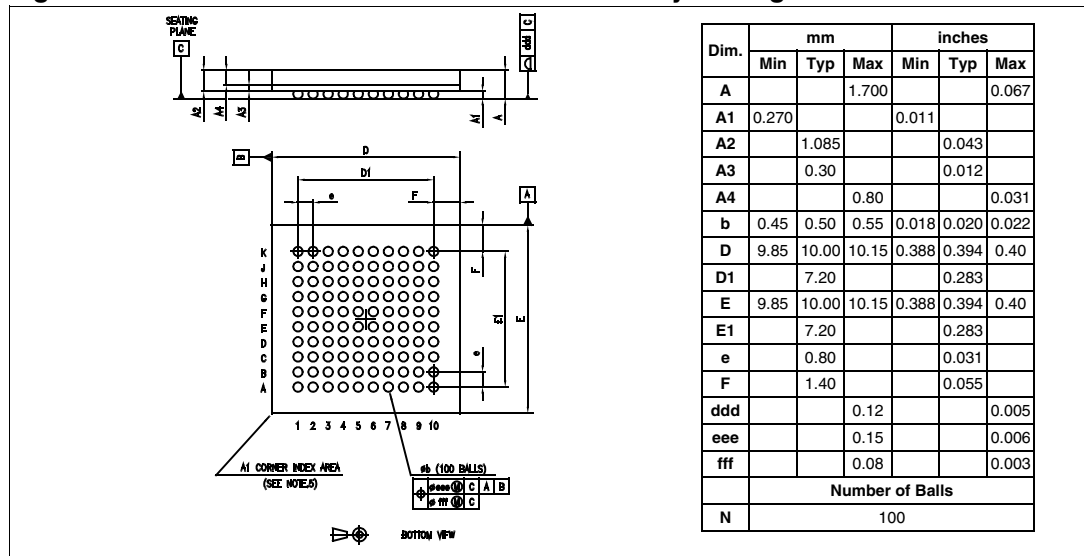 SEATING
PLANE
C
ddd C
A2 A4 A3 A1 A
B
D
D1
e F
A
K
J
H
G
F
E
D
C
B
A
F
E1
E
e
1 2 3 4 5 6 7 8 9 10
A1 CORNER INDEX AREA
(SEE NOTE.5)
øb (100 BALLS)
ø eee M C A B
ø fff M C
BOTTOM VIEW
Dim. mm inches
Min Typ Max Min Typ Max
A 1.700 0.067
A1 0.270 0.011
A2 1.085 0.043
A3 0.30 0.012
A4 0.80 0.031
b 0.45 0.50 0.55 0.018 0.020 0.022
D 9.85 10.00 10.15 0.388 0.394 0.40
D1 7.20 0.283
E 9.85 10.00 10.15 0.388 0.394 0.40
E1 7.20 0.283
e 0.80 0.031
F 1.40 0.055
ddd 0.12 0.005
eee 0.15 0.006
fff 0.08 0.003
Number of Balls
N 100